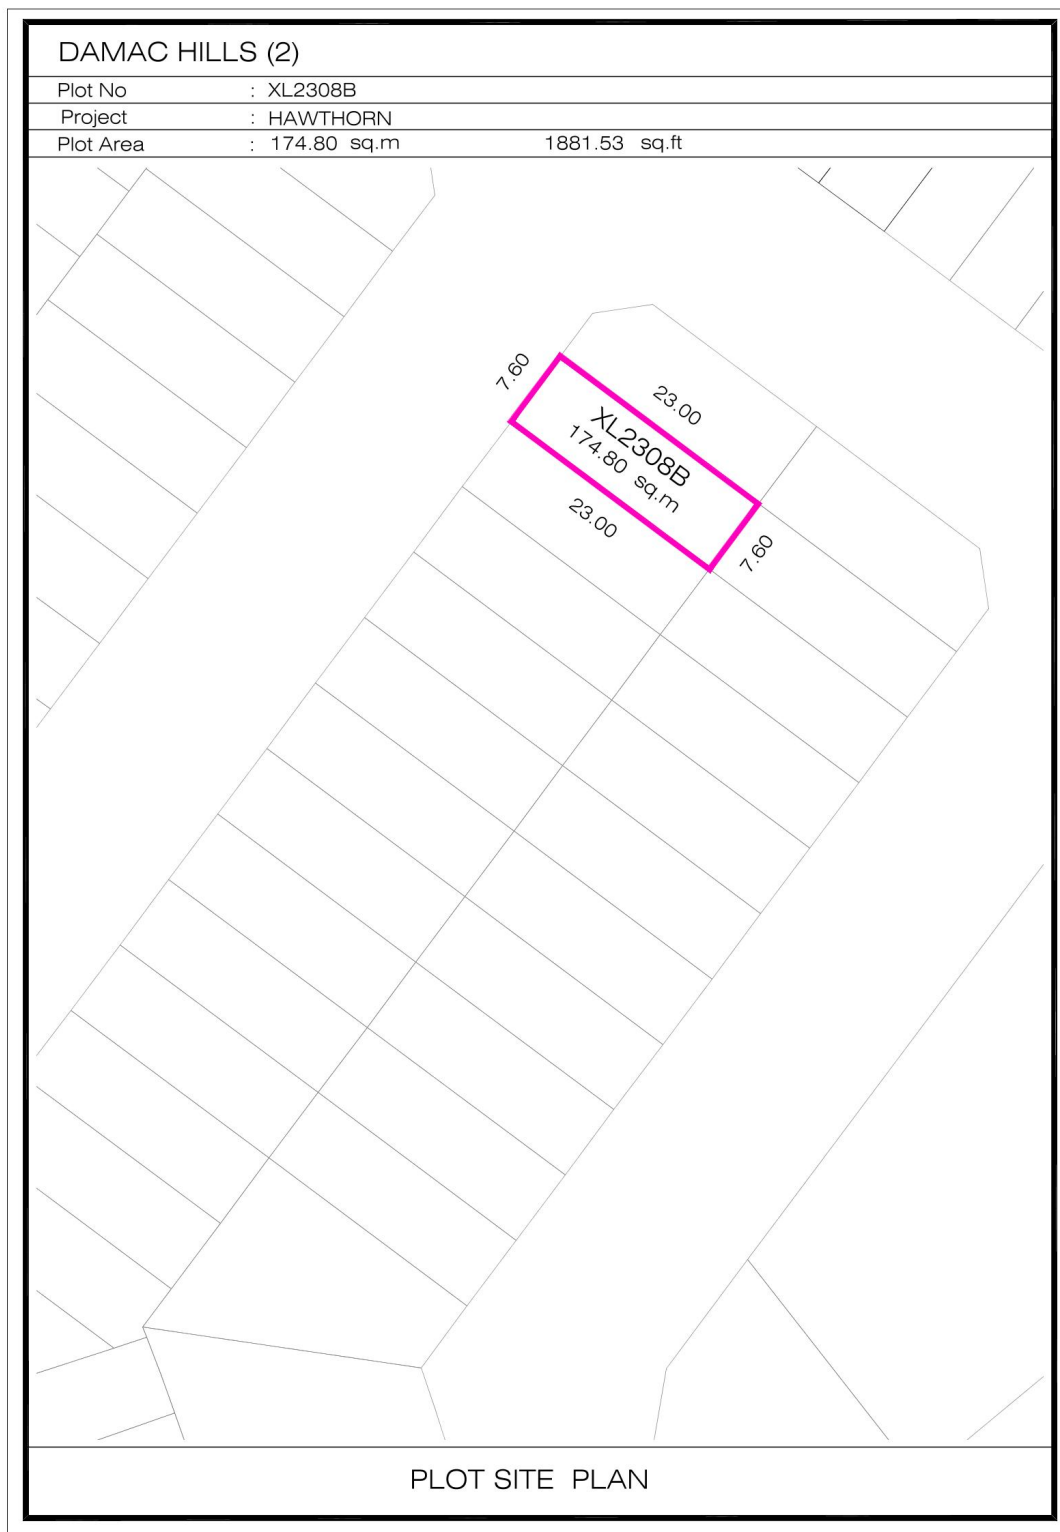 DAMAC HILLS (2)
Plot No : XL2308B
Project : HAWTHORN
Plot Area : 174.80 sq.m 1881.53 sq.ft
7.60
23.00
XL2308B
174.80 sq.m
23.00
7.60
PLOT SITE PLAN